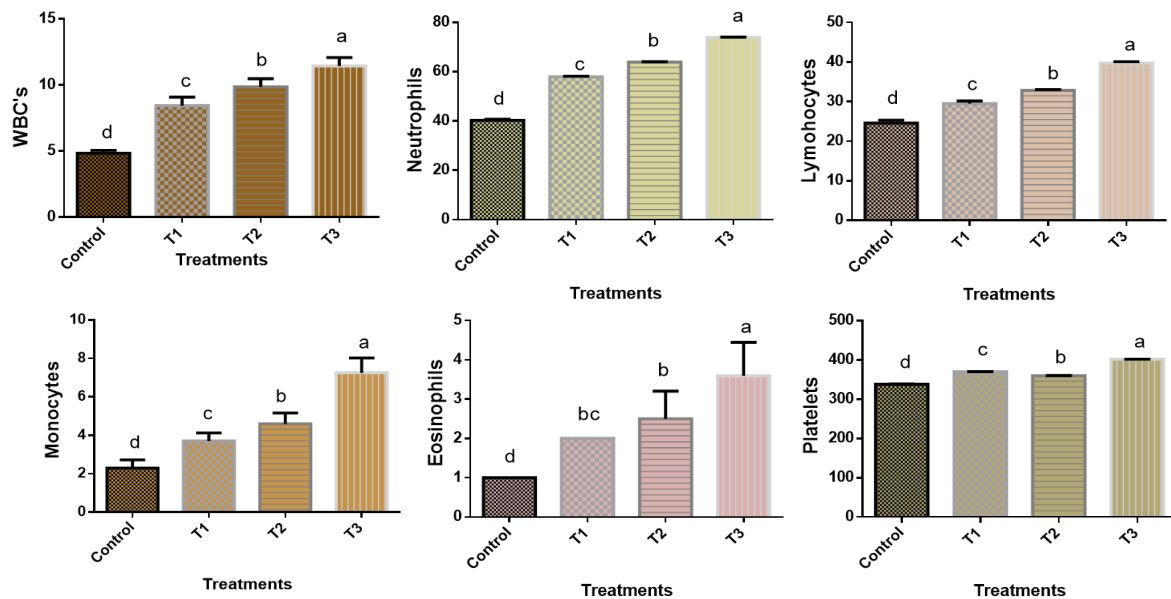 WBC's
15
10
5
0
d
c
b
a
Control
T1
T2
T3
Treatments
Neutrophils
80
60
40
20
0
d
c
b
a
Control
T1
T2
T3
Treatments
Lymohocytes
50
40
30
20
10
0
d
c
b
a
Control
T1
T2
T3
Treatments
Monocytes
10
8
6
4
2
0
d
c
b
a
Control
T1
T2
T3
Treatments
Eosinophils
5
4
3
2
1
0
d
bc
b
a
Control
T1
T2
T3
Treatments
Platelets
500
400
300
200
100
0
d
c
b
a
Control
T1
T2
T3
Treatments